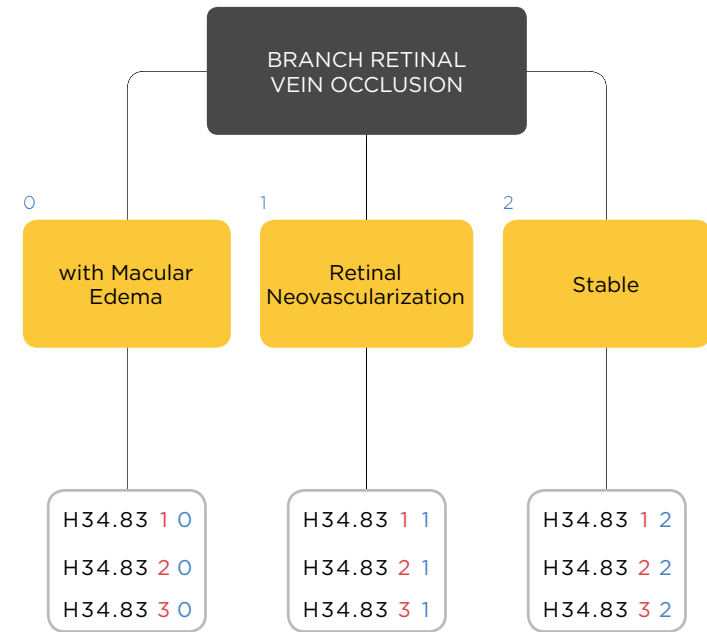 BRANCH RETINAL
VEIN OCCLUSION
0
1
2
with Macular
Edema
Retinal
Neovascularization
Stable
H34.83 1 0
H34.83 2 0
H34.83 3 0
H34.83 1 1
H34.83 2 1
H34.83 3 1
H34.83 1 2
H34.83 2 2
H34.83 3 2